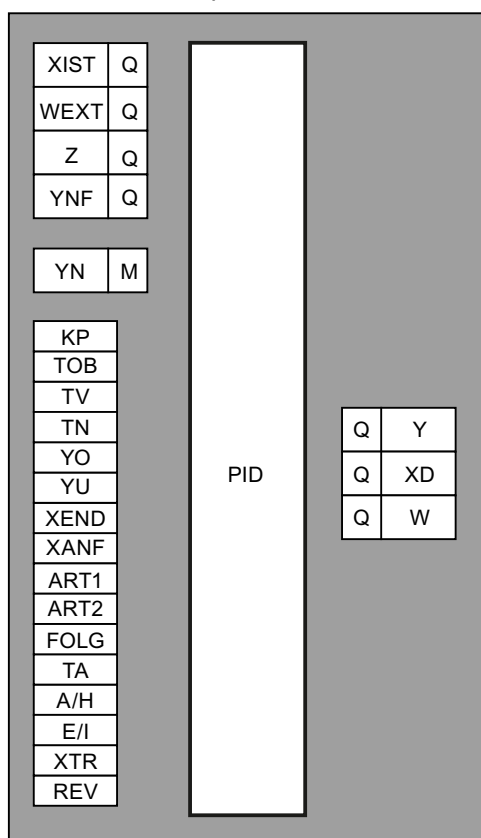 XIST Q
WEXT Q
Z Q
YNF Q
YN M
KP
TOB
TV
TN
YO
YU
XEND
XANF
ART1
ART2
FOLG
TA
A/H
E/I
XTR
REV
PID
Q Y
Q XD
Q W